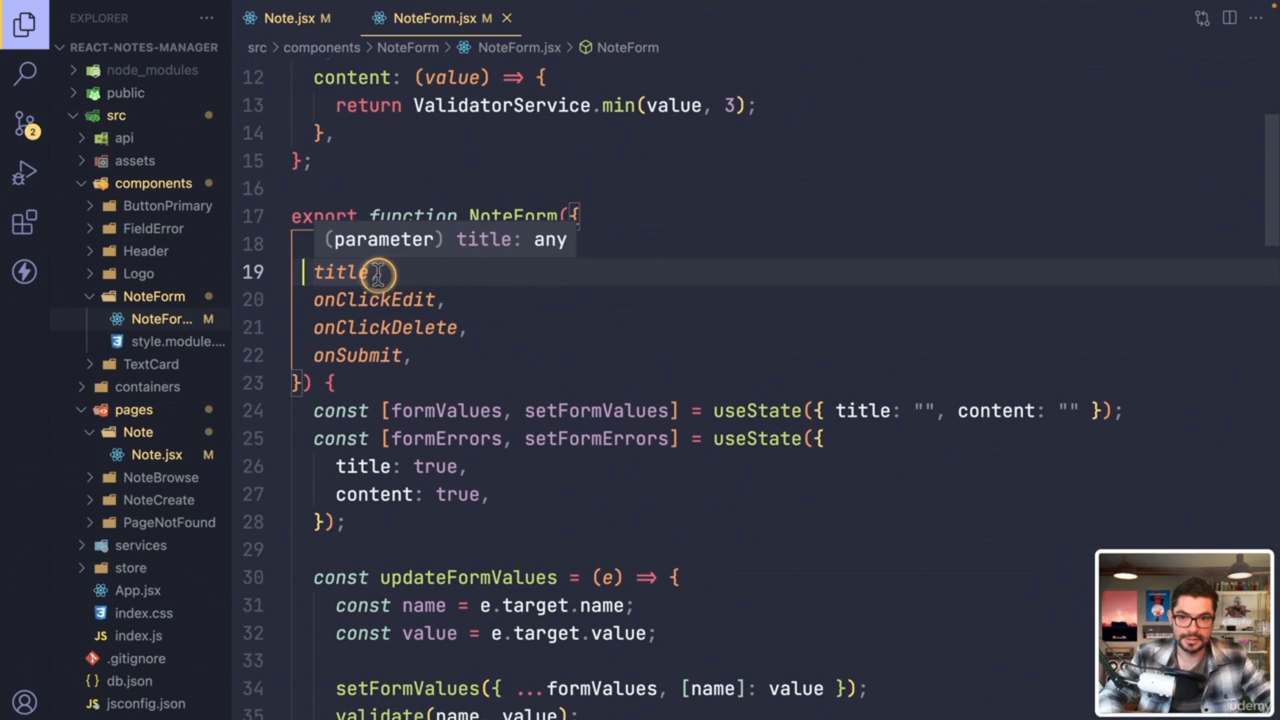 EXPLORER ···
Note.jsx M
NoteForm.jsx M
REACT-NOTES-MANAGER
node_modules
public
src
api
assets
components
ButtonPrimary
FieldError
Header
Logo
NoteForm
NoteFor... M
style.module....
TextCard
containers
pages
Note
Note.jsx M
NoteBrowse
NoteCreate
PageNotFound
services
store
App.jsx
index.css
index.js
.gitignore
db.json
jsconfig.json
2
src > components > NoteForm > NoteForm.jsx > NoteForm
12 content: (value) => {
13 return ValidatorService.min(value, 3);
14 },
15 };
16
17 export function NoteForm({
(parameter) title: any
18
19 title,
20 onClickEdit,
21 onClickDelete,
22 onSubmit,
23 }) {
24 const [formValues, setFormValues] = useState({ title: "", content: "" });
25 const [formErrors, setFormErrors] = useState({
26 title: true,
27 content: true,
28 });
29
30 const updateFormValues = (e) => {
31 const name = e.target.name;
32 const value = e.target.value;
33
34 setFormValues({ ...formValues, [name]: value });
35 validate(name, value);
udemy